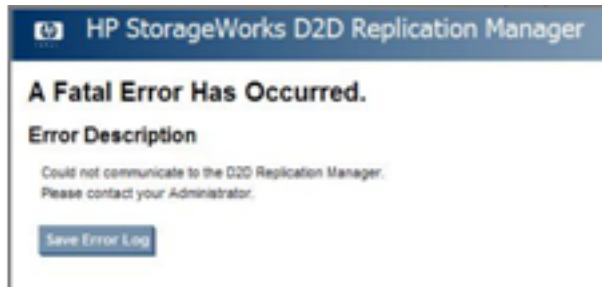 hp
HP StorageWorks D2D Replication Manager
A Fatal Error Has Occurred.
Error Description
Could not communicate to the D2D Replication Manager.
Please contact your Administrator.
Save Error Log